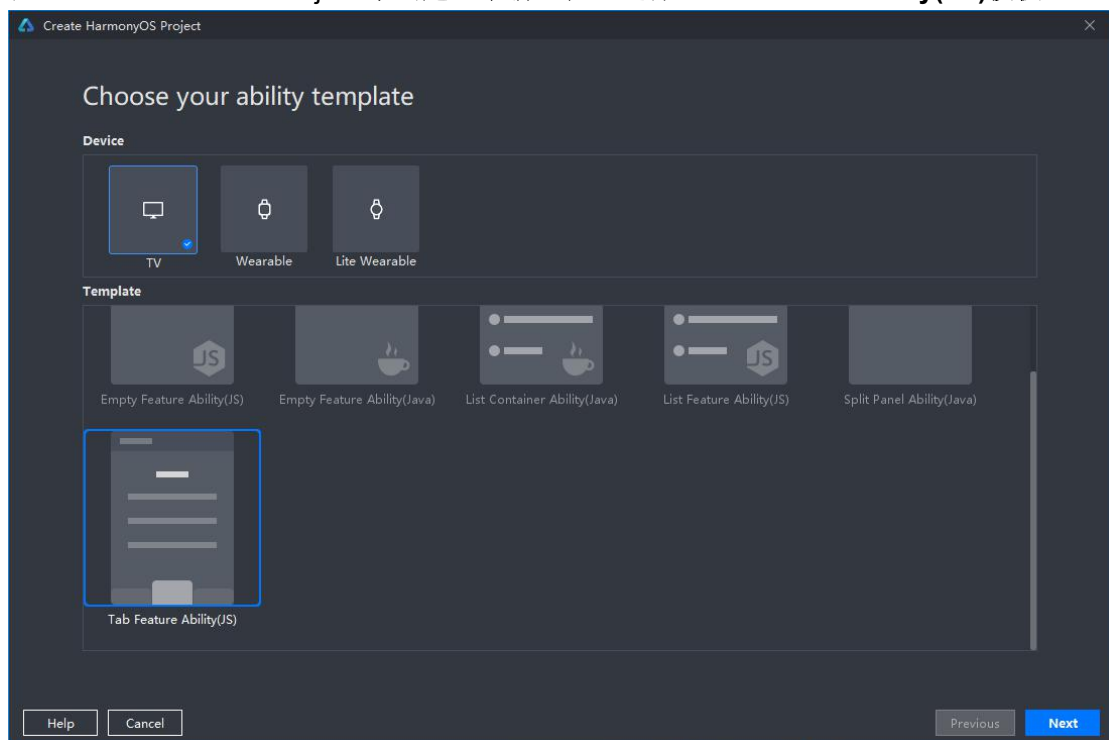 Create HarmonyOS Project
Choose your ability template
Device
TV
Wearable
Lite Wearable
Template
JS
JS
Empty Feature Ability(JS)
Empty Feature Ability(Java)
List Container Ability(Java)
List Feature Ability(JS)
Split Panel Ability(Java)
Tab Feature Ability(JS)
Help
Cancel
Previous
Next